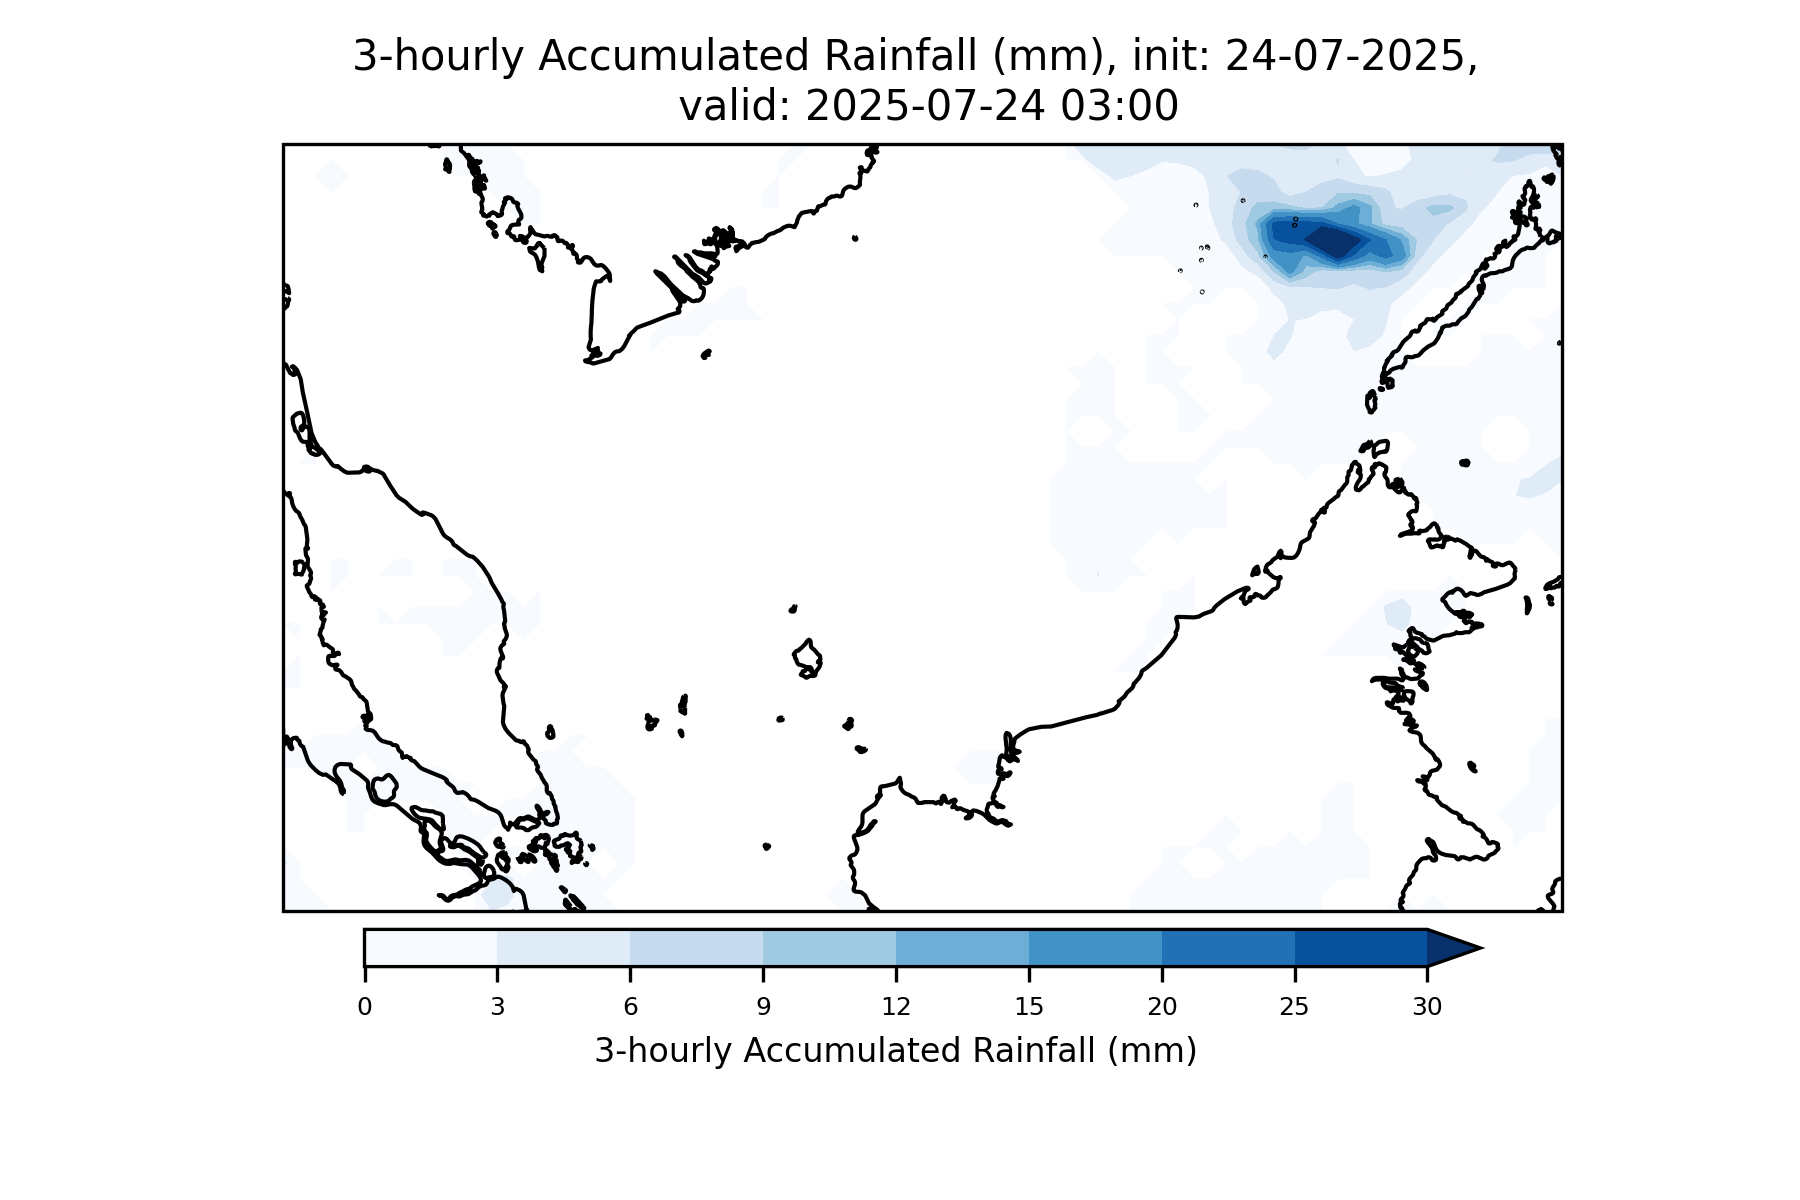 3-hourly Accumulated Rainfall (mm), init: 24-07-2025,
valid: 2025-07-24 03:00
0 3 6 9 12 15 20 25 30
3-hourly Accumulated Rainfall (mm)